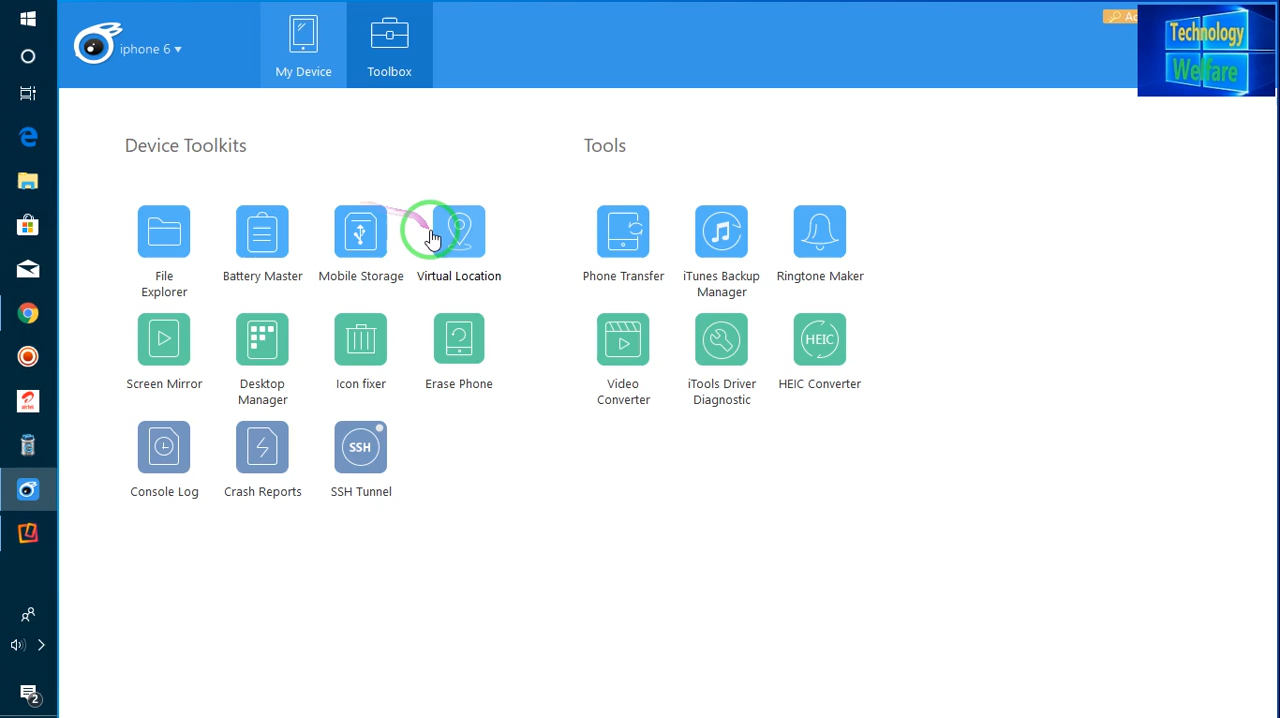 iphone 6
My Device
Toolbox
Technology
Welfare
Device Toolkits
Tools
File
Explorer
Battery Master
Mobile Storage
Virtual Location
Phone Transfer
iTunes Backup
Manager
Ringtone Maker
Screen Mirror
Desktop
Manager
Icon fixer
Erase Phone
Video
Converter
iTools Driver
Diagnostic
HEIC
HEIC Converter
Console Log
Crash Reports
SSH
SSH Tunnel
airtel
2